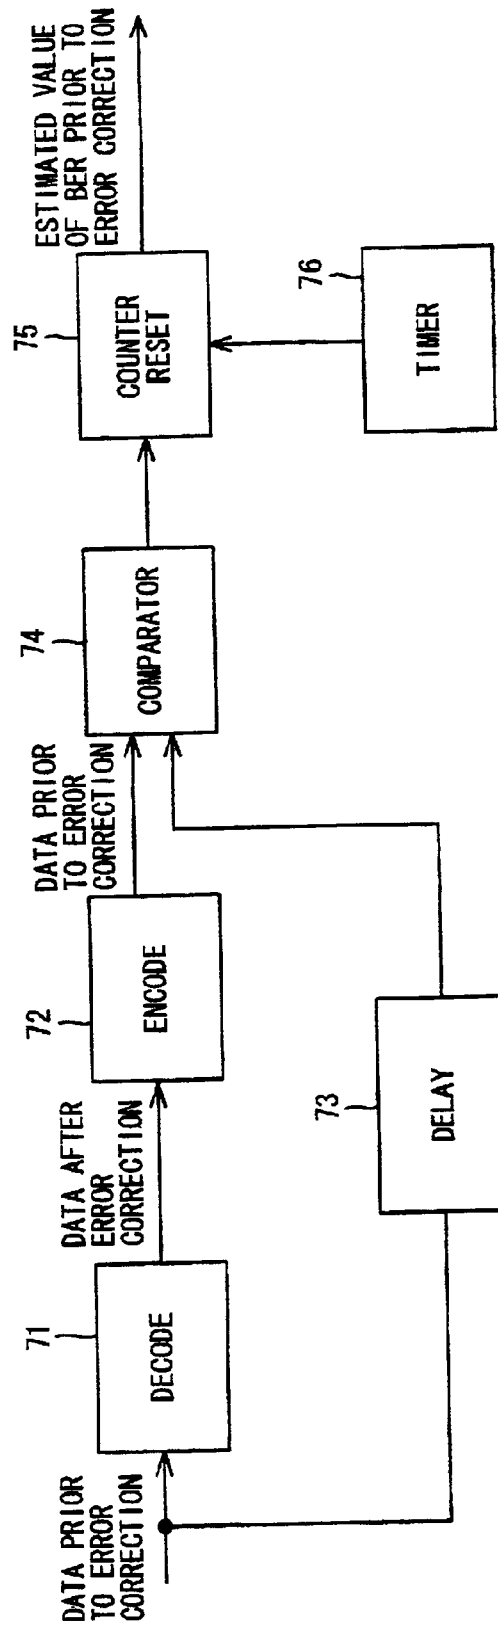 DATA PRIOR
TO ERROR
CORRECTION
71
DECODE
DATA AFTER
ERROR
CORRECTION
72
ENCODE
73
DELAY
DATA PRIOR
TO ERROR
CORRECTION
74
COMPARATOR
75
COUNTER
RESET
76
TIMER
ESTIMATED VALUE
OF BER PRIOR TO
ERROR CORRECTION